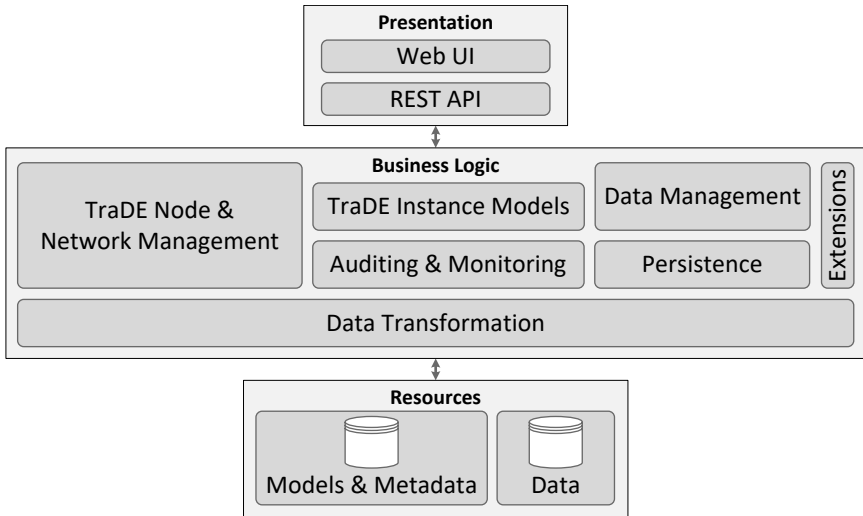 Presentation
Web UI
REST API
Business Logic
TraDE Node &
Network Management
TraDE Instance Models
Data Management
Extensions
Auditing & Monitoring
Persistence
Data Transformation
Resources
Models & Metadata
Data